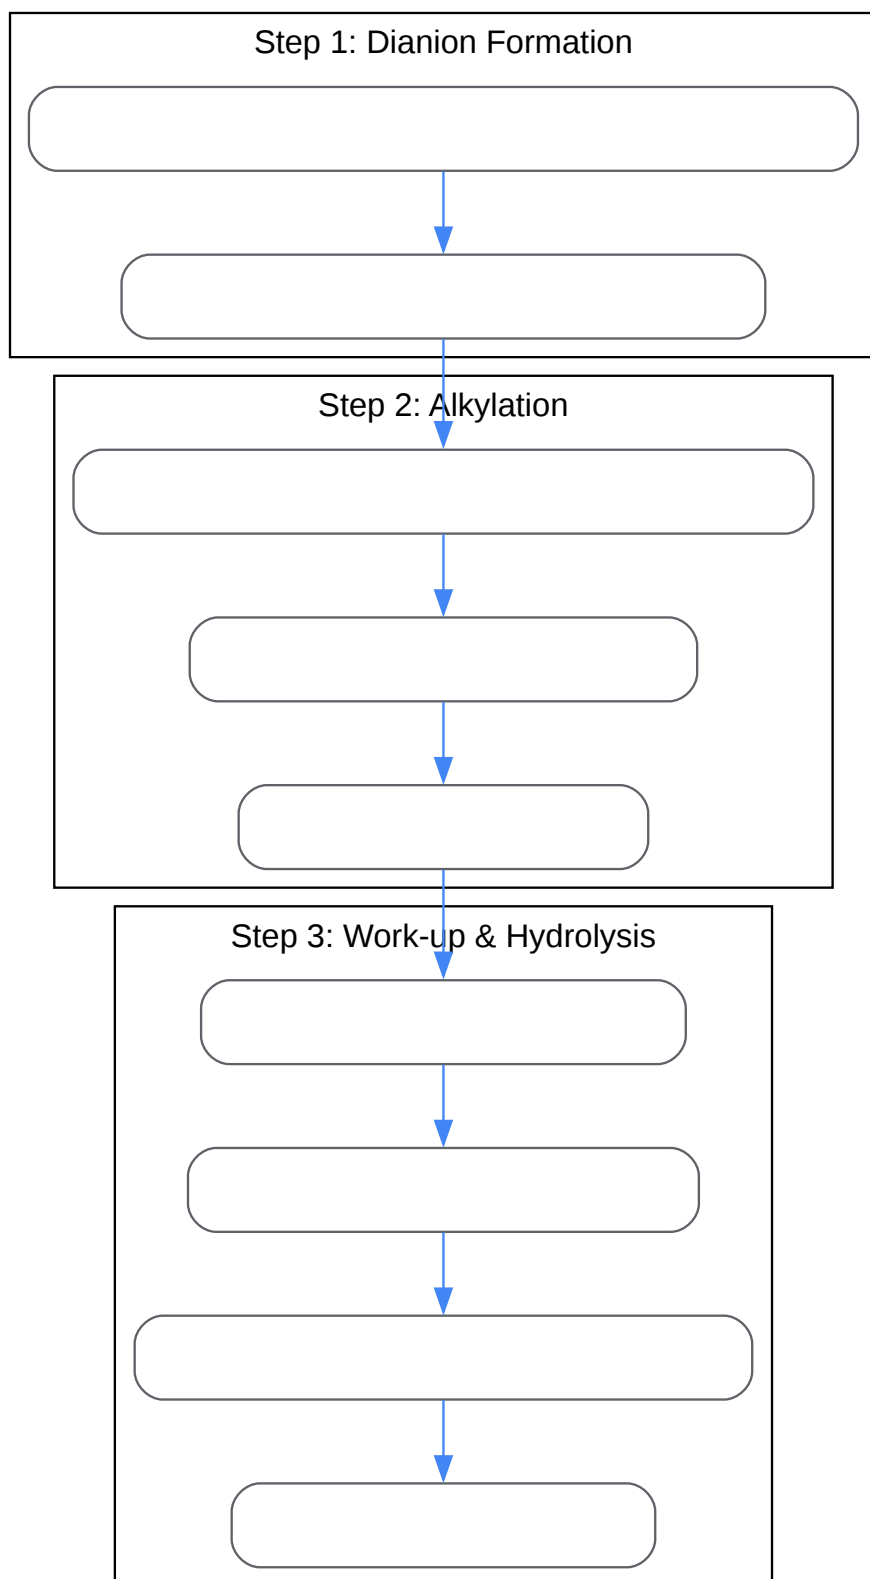 Step 1: Dianion Formation
Step 2: Alkylation
Step 3: Work-up & Hydrolysis